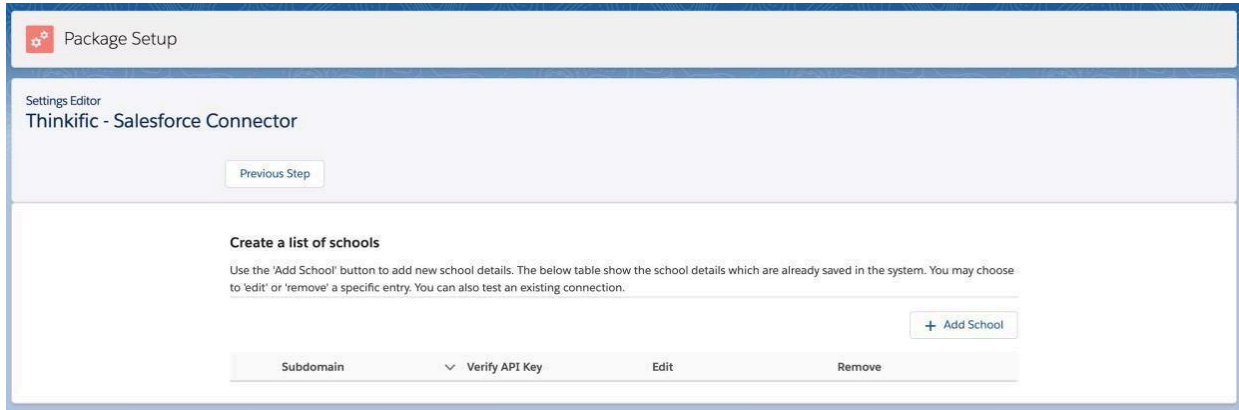 Package Setup
Settings Editor
Thinkific - Salesforce Connector
Previous Step
Create a list of schools
Use the 'Add School' button to add new school details. The below table show the school details which are already saved in the system. You may choose
to 'edit' or 'remove' a specific entry. You can also test an existing connection.
+ Add School
Subdomain Verify API Key Edit Remove